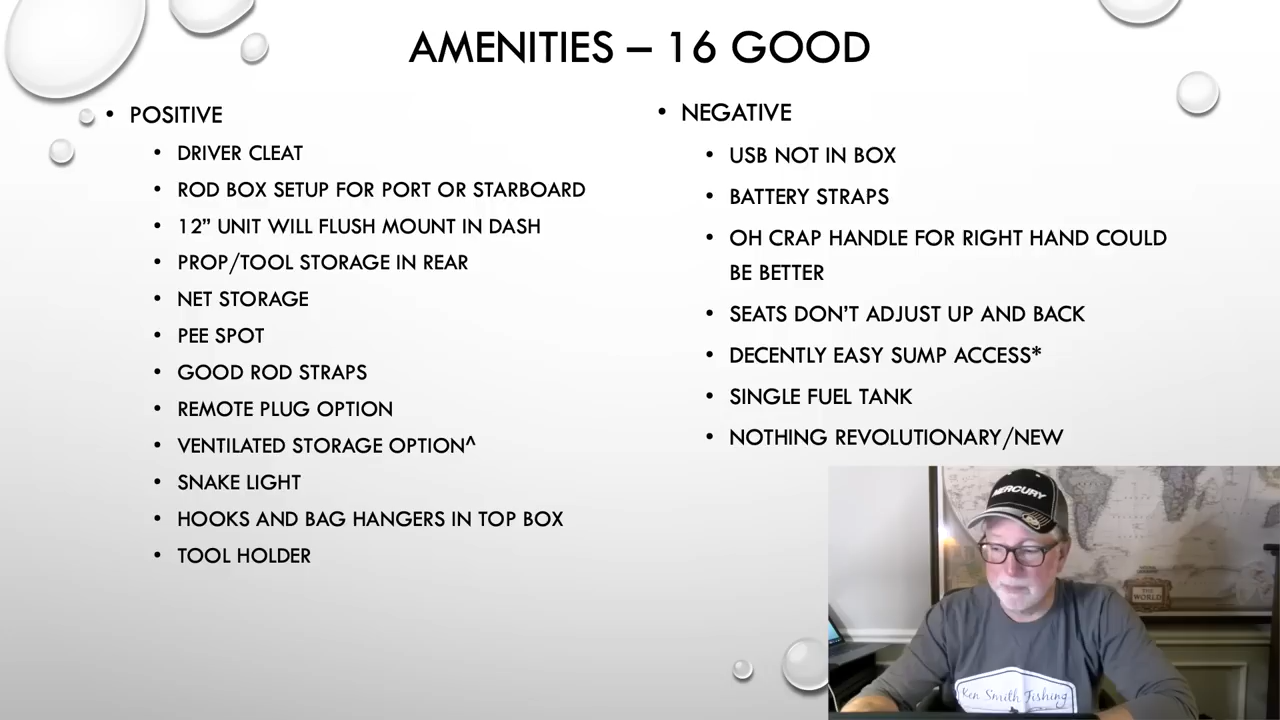 AMENITIES – 16 GOOD
• POSITIVE
• DRIVER CLEAT
• ROD BOX SETUP FOR PORT OR STARBOARD
• 12” UNIT WILL FLUSH MOUNT IN DASH
• PROP/TOOL STORAGE IN REAR
• NET STORAGE
• PEE SPOT
• GOOD ROD STRAPS
• REMOTE PLUG OPTION
• VENTILATED STORAGE OPTION^
• SNAKE LIGHT
• HOOKS AND BAG HANGERS IN TOP BOX
• TOOL HOLDER
• NEGATIVE
• USB NOT IN BOX
• BATTERY STRAPS
• OH CRAP HANDLE FOR RIGHT HAND COULD
BE BETTER
• SEATS DON’T ADJUST UP AND BACK
• DECENTLY EASY SUMP ACCESS*
• SINGLE FUEL TANK
• NOTHING REVOLUTIONARY/NEW
MERCURY
THE
WORLD
Ken Smith Fishing